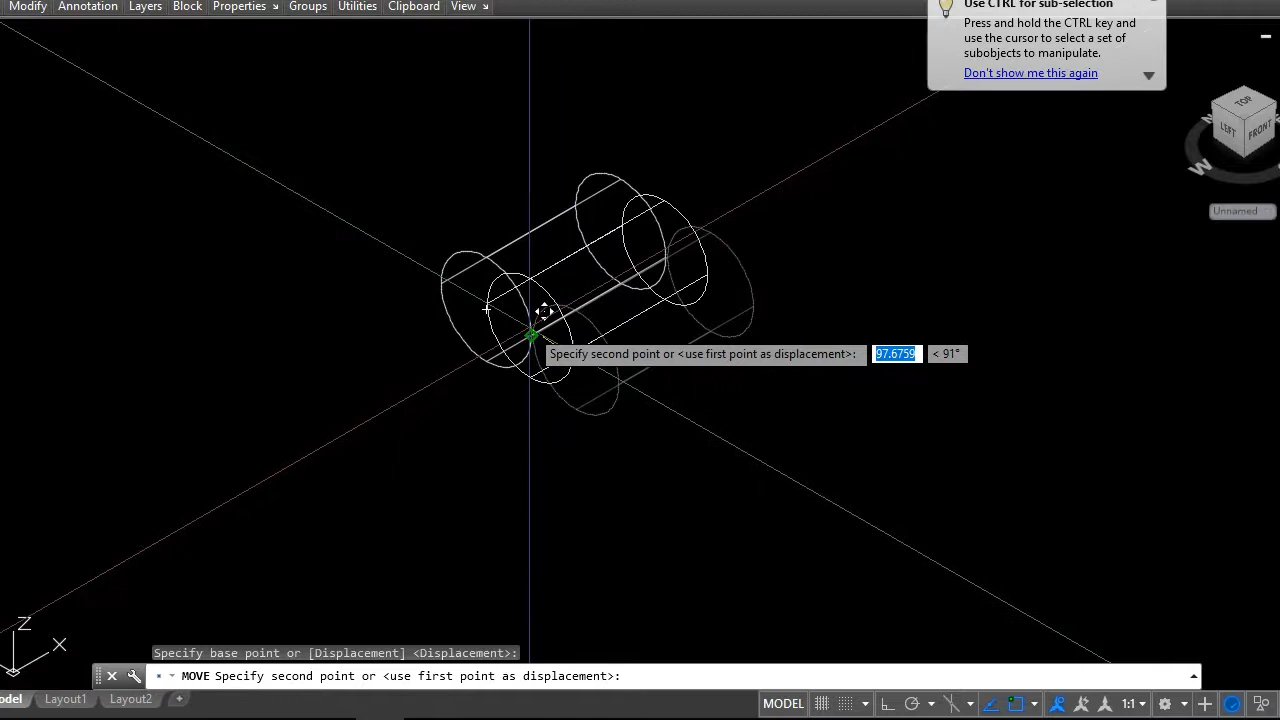 Modify Annotation Layers Block Properties Groups Utilities Clipboard View
Use CTRL for sub-selection
Press and hold the CTRL key and
use the cursor to select a set of
subobjects to manipulate.
Don't show me this again
TOP
LEFT
FRONT
W
Unnamed
Specify second point or <use first point as displacement>: 97.6759 < 91°
Z
X
Specify base point or [Displacement] <Displacement>:
MOVE Specify second point or <use first point as displacement>:
Layout1 Layout2 +
MODEL 1:1